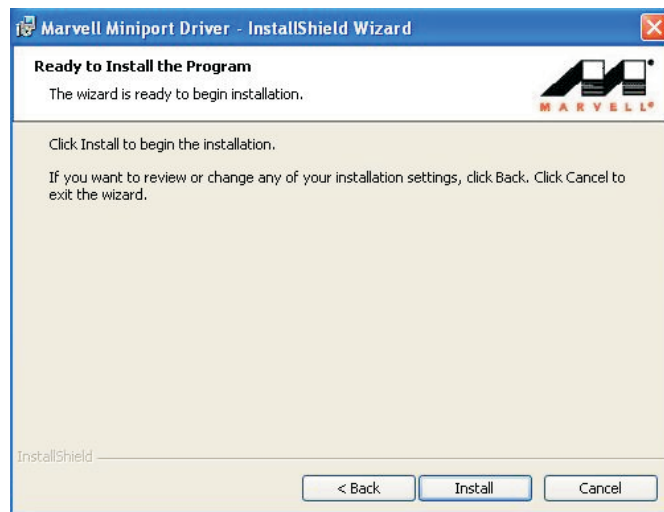 Marvell Miniport Driver - InstallShield Wizard
Ready to Install the Program
The wizard is ready to begin installation.
MARVELL®
Click Install to begin the installation.
If you want to review or change any of your installation settings, click Back. Click Cancel to
exit the wizard.
InstallShield
< Back
Install
Cancel